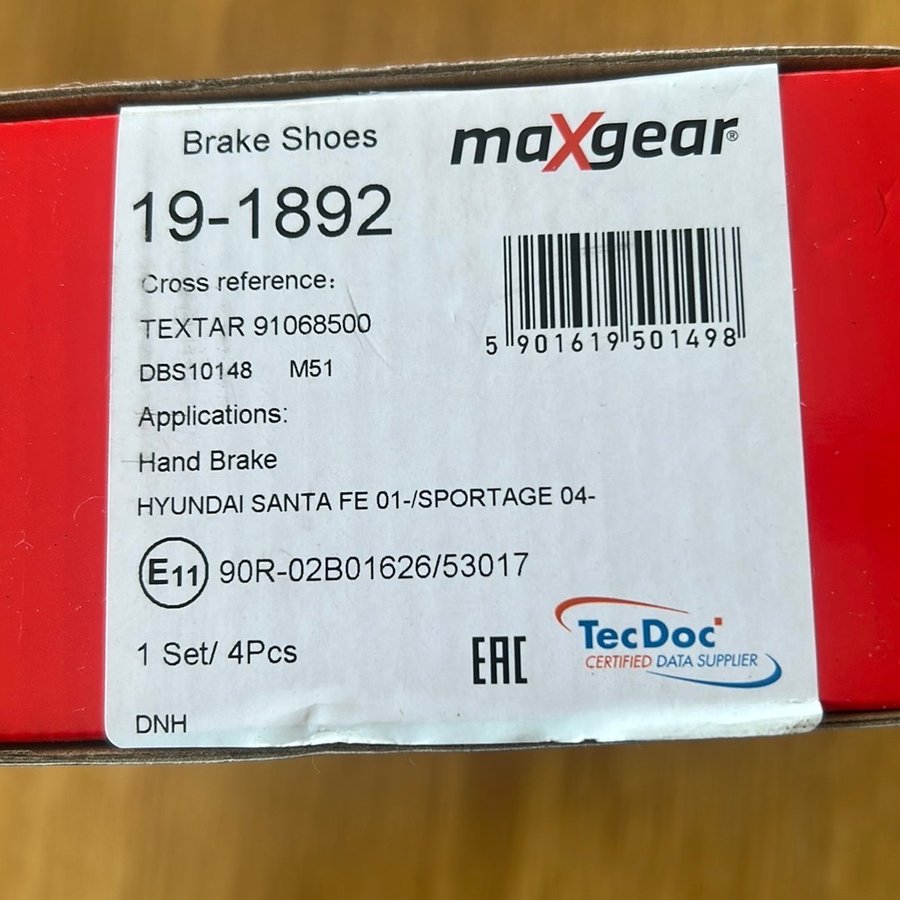 Brake Shoes
maXgear®
19-1892
Cross reference:
TEXTAR 91068500
5 901619 501498
DBS10148 M51
Applications:
Hand Brake
HYUNDAI SANTA FE 01-/SPORTAGE 04-
E11 90R-02B01626/53017
1 Set/ 4Pcs
EAC
TecDoc
CERTIFIED DATA SUPPLIER
DNH